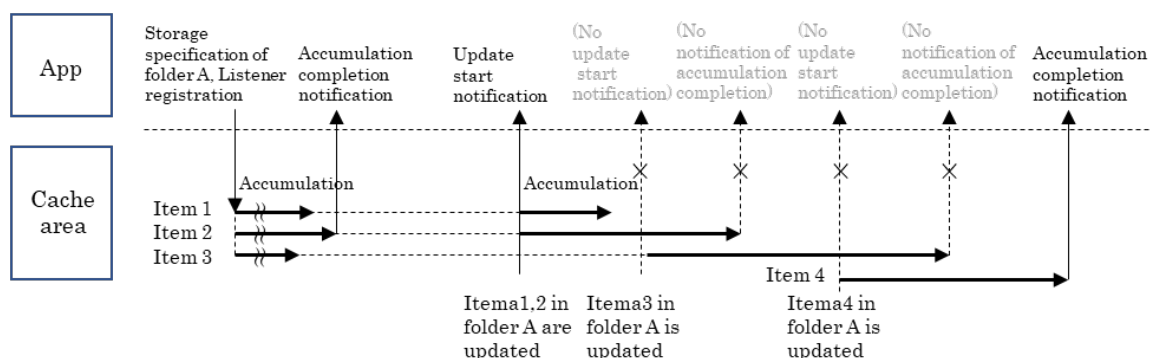 App
Storage
specification of
folder A, Listener
registration
Accumulation
completion
notification
Update
start
notification
(No
update
start
notification)
(No
notification of
accumulation
completion)
(No
update
start
notification)
(No
notification of
accumulation
completion)
Accumulation
completion
notification
Cache
area
Accumulation
Accumulation
Item 1
Item 2
Item 3
Item 4
Itema1,2 in
folder A are
updated
Itema3 in
folder A is
updated
Itema4 in
folder A is
updated